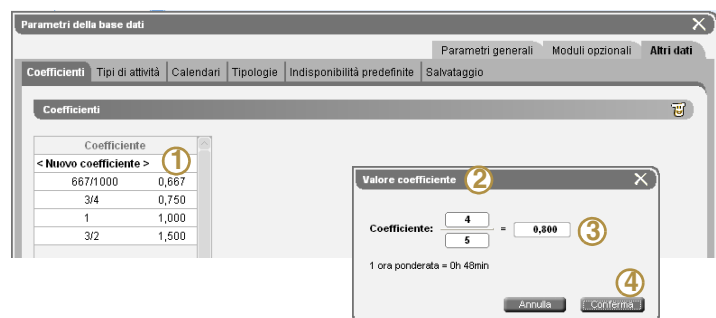 Parametri della base dati
Parametri generali Moduli opzionali Altri dati
Coefficienti Tipi di attività Calendari Tipologie Indisponibilità predefinite Salvataggio
Coefficienti
Coefficiente
< Nuovo coefficiente > 1
667/1000 0,667
3/4 0,750
1 1,000
3/2 1,500
Valore coefficiente 2
Coefficiente: 4 / 5 = 0,800 3
1 ora ponderata = 0h 48min
4
Annulla Conferma